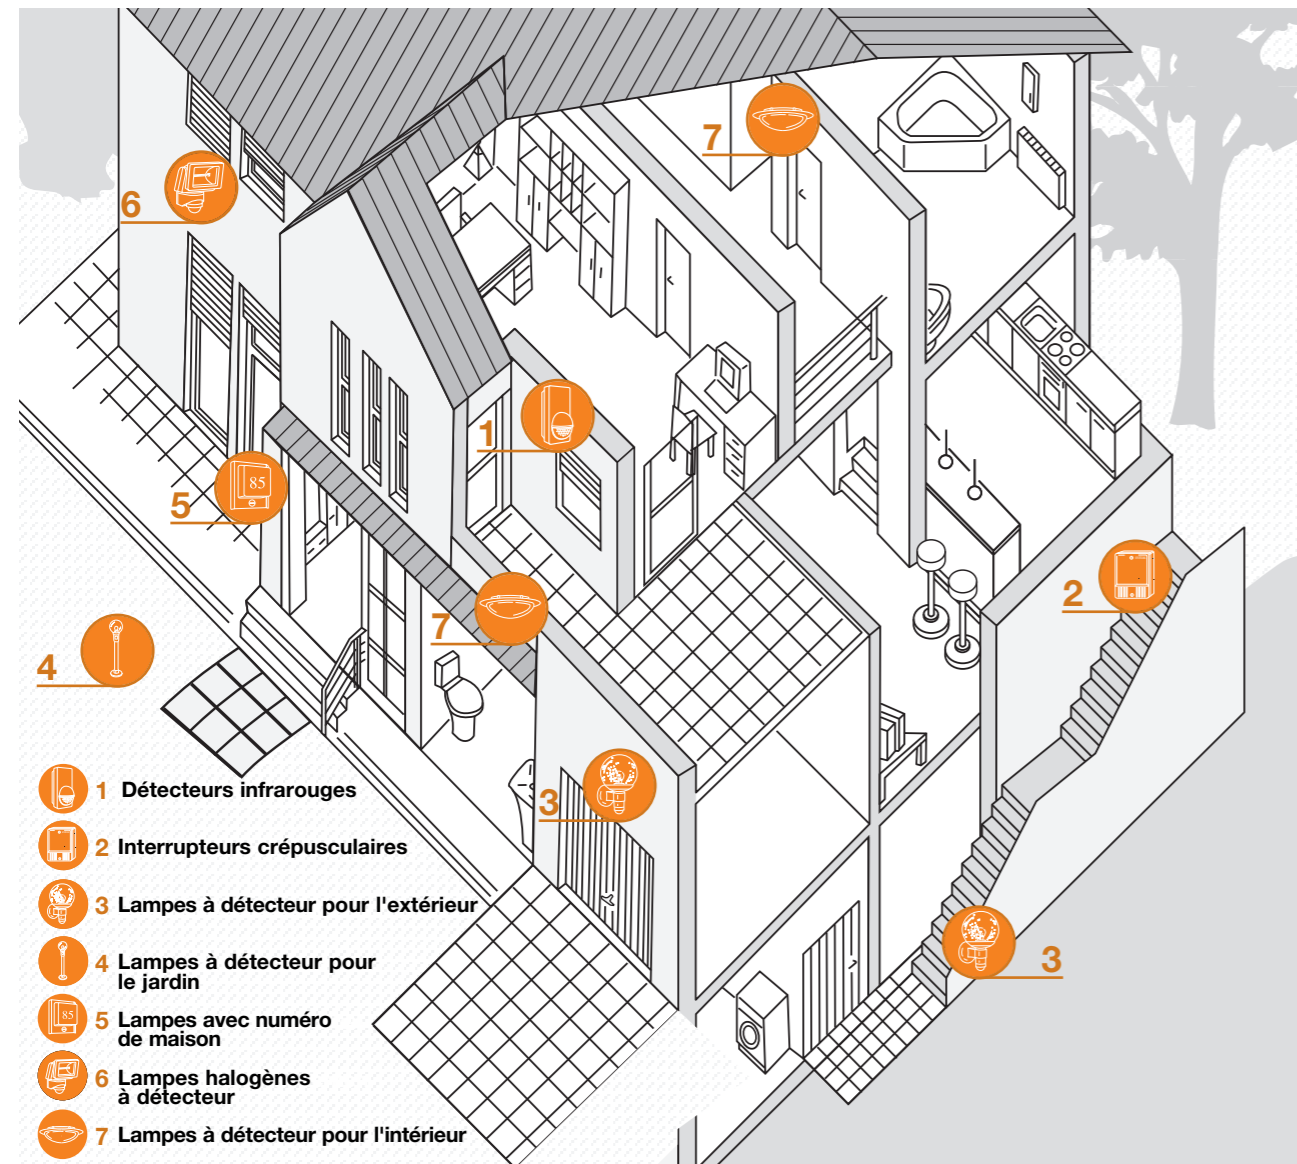 7
6
1
5
7
2
4
3
3
1 Détecteurs infrarouges
2 Interrupteurs crépusculaires
3 Lampes à détecteur pour l'extérieur
4 Lampes à détecteur pour
le jardin
5 Lampes avec numéro
de maison
6 Lampes halogènes
à détecteur
7 Lampes à détecteur pour l'intérieur
85
85